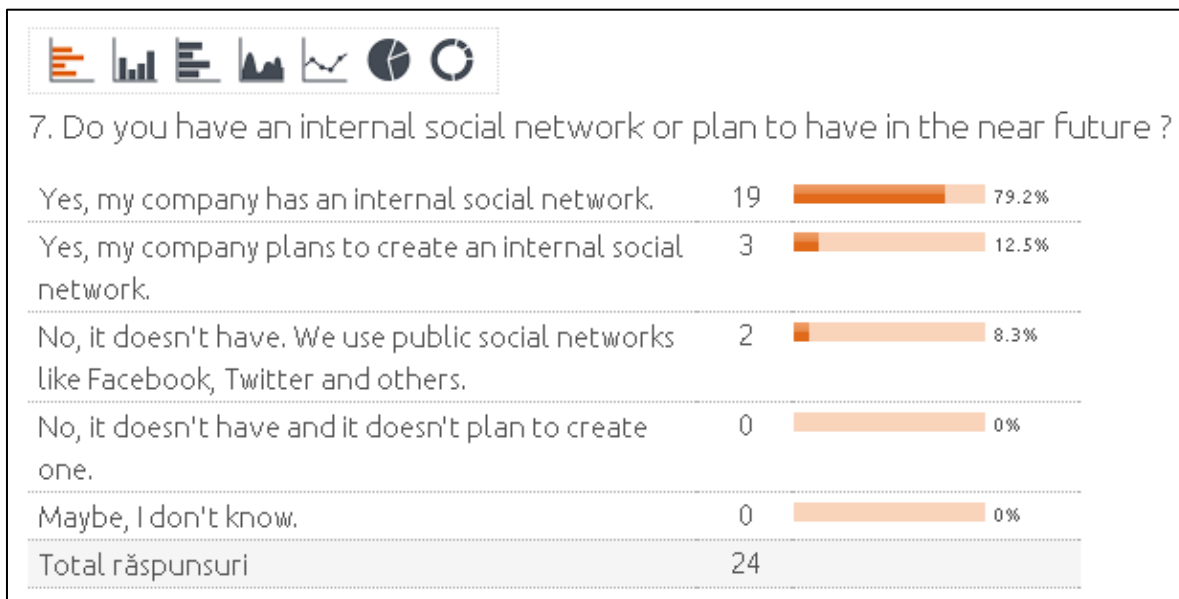 7. Do you have an internal social network or plan to have in the near future ?
Yes, my company has an internal social network. 19 79.2%
Yes, my company plans to create an internal social 3 12.5%
network.
No, it doesn't have. We use public social networks 2 8.3%
like Facebook, Twitter and others.
No, it doesn't have and it doesn't plan to create 0 0%
one.
Maybe, I don't know. 0 0%
Total răspunsuri 24